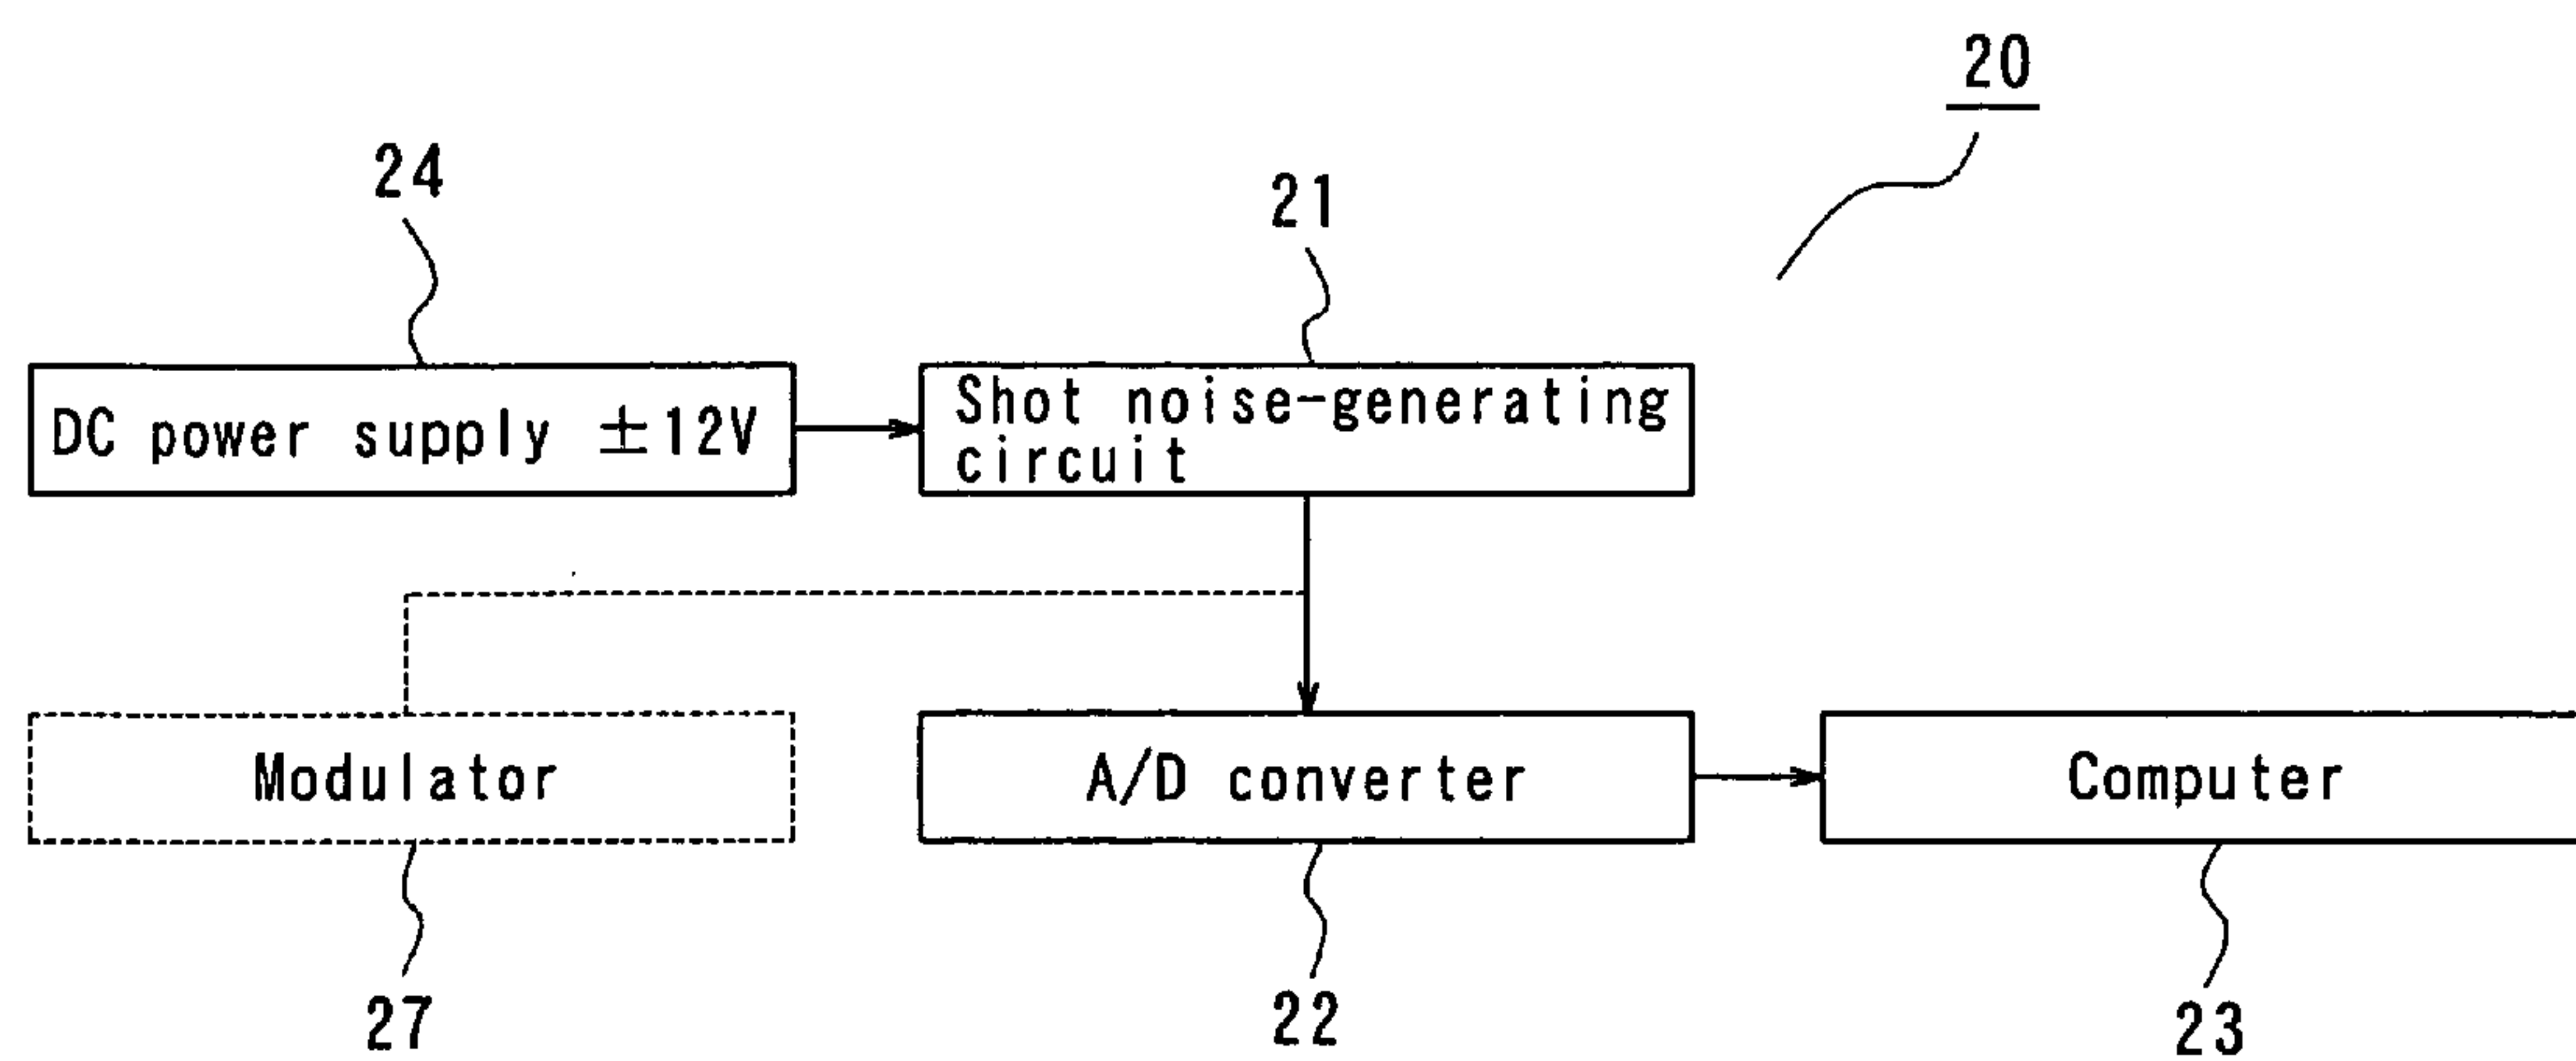 20
24
21
DC power supply ±12V
Shot noise-generating
circuit
Modulator
A/D converter
Computer
27
22
23